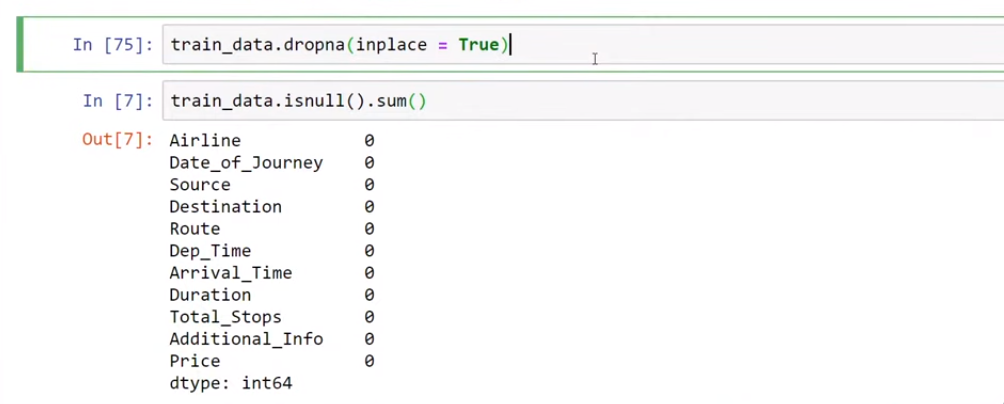 In [75]: train_data.dropna(inplace = True)
In [7]: train_data.isnull().sum()
Out[7]: Airline 0
Date_of_Journey 0
Source 0
Destination 0
Route 0
Dep_Time 0
Arrival_Time 0
Duration 0
Total_Stops 0
Additional_Info 0
Price 0
dtype: int64